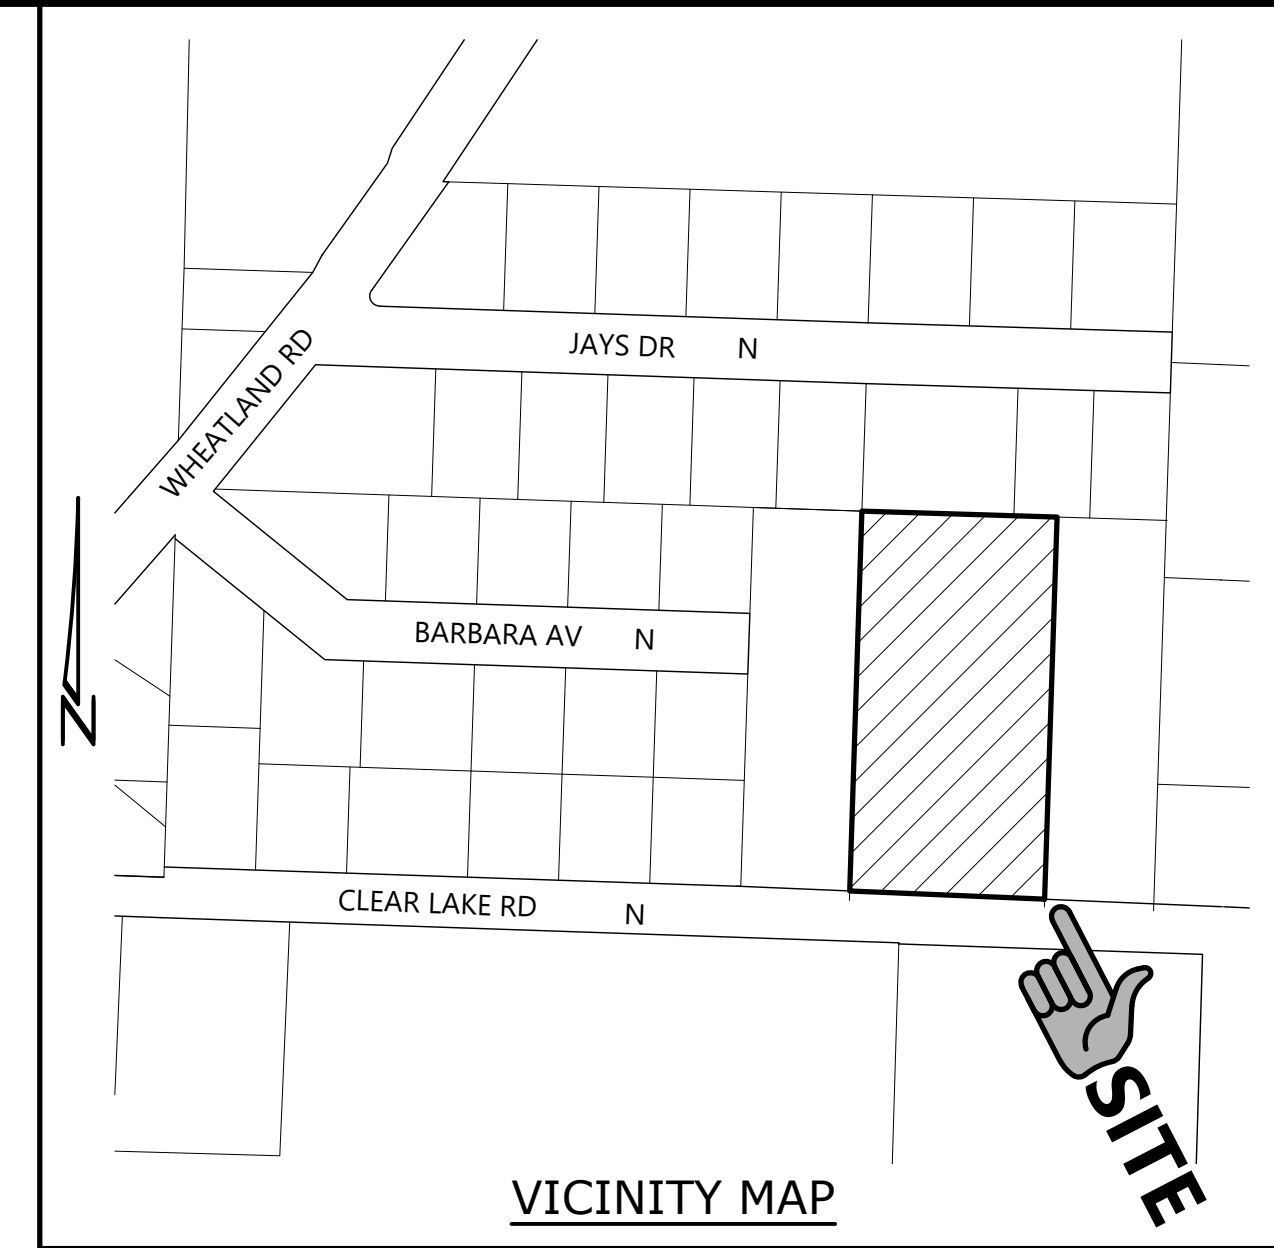 JAYS DR N
WHEATLAND RD
BARBARA AV N
N
CLEAR LAKE RD N
SITE
VICINITY MAP